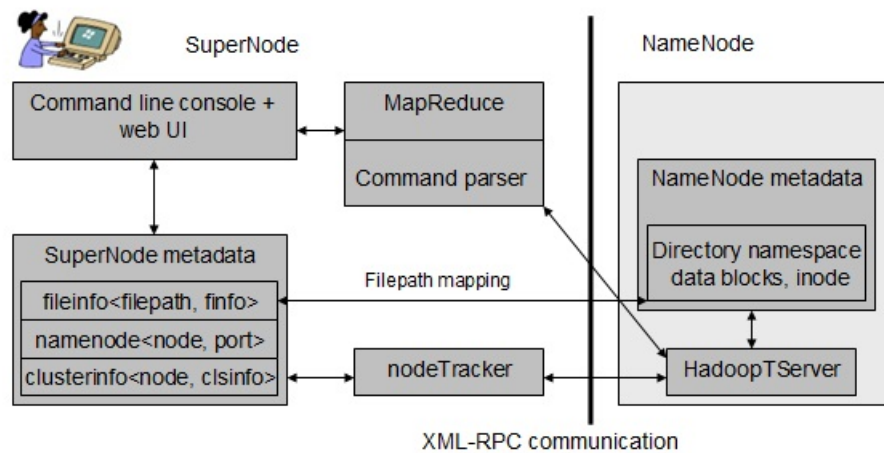 SuperNode
NameNode
Command line console +
web UI
MapReduce
Command parser
NameNode metadata
Directory namespace
data blocks, inode
SuperNode metadata
fileinfo<filepath, finfo>
namenode<node, port>
clusterinfo<node, clsinfo>
Filepath mapping
nodeTracker
HadoopTServer
XML-RPC communication